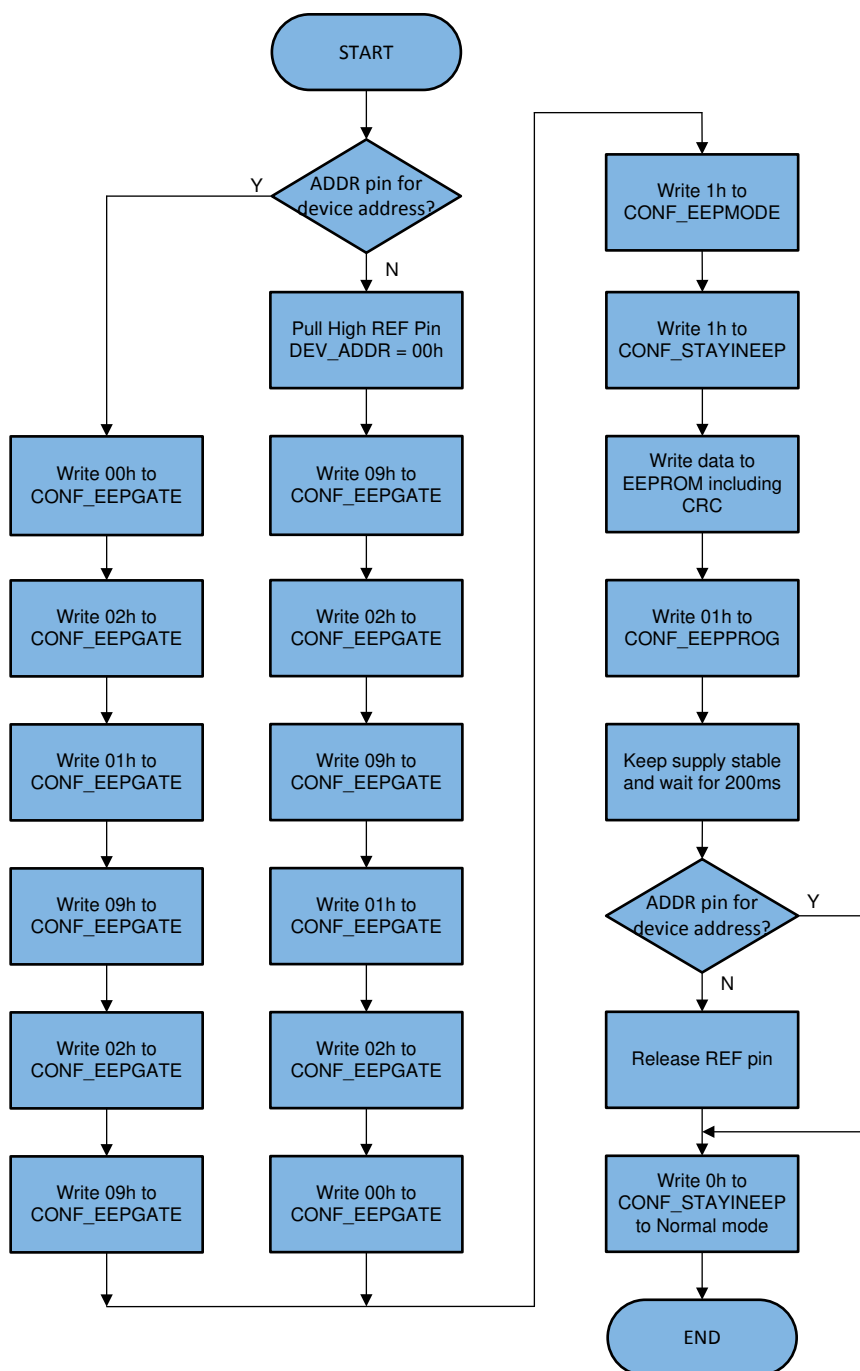 START
ADDR pin for
device address?
Y
N
Pull High REF Pin
DEV_ADDR = 00h
Write 00h to
CONF_EEPGATE
Write 02h to
CONF_EEPGATE
Write 01h to
CONF_EEPGATE
Write 09h to
CONF_EEPGATE
Write 02h to
CONF_EEPGATE
Write 09h to
CONF_EEPGATE
Write 09h to
CONF_EEPGATE
Write 02h to
CONF_EEPGATE
Write 09h to
CONF_EEPGATE
Write 01h to
CONF_EEPGATE
Write 02h to
CONF_EEPGATE
Write 00h to
CONF_EEPGATE
Write 1h to
CONF_EEPMODE
Write 1h to
CONF_STAYINEEP
Write data to
EEPROM including
CRC
Write 01h to
CONF_EEPPROG
Keep supply stable
and wait for 200ms
ADDR pin for
device address?
Y
N
Release REF pin
Write 0h to
CONF_STAYINEEP
to Normal mode
END